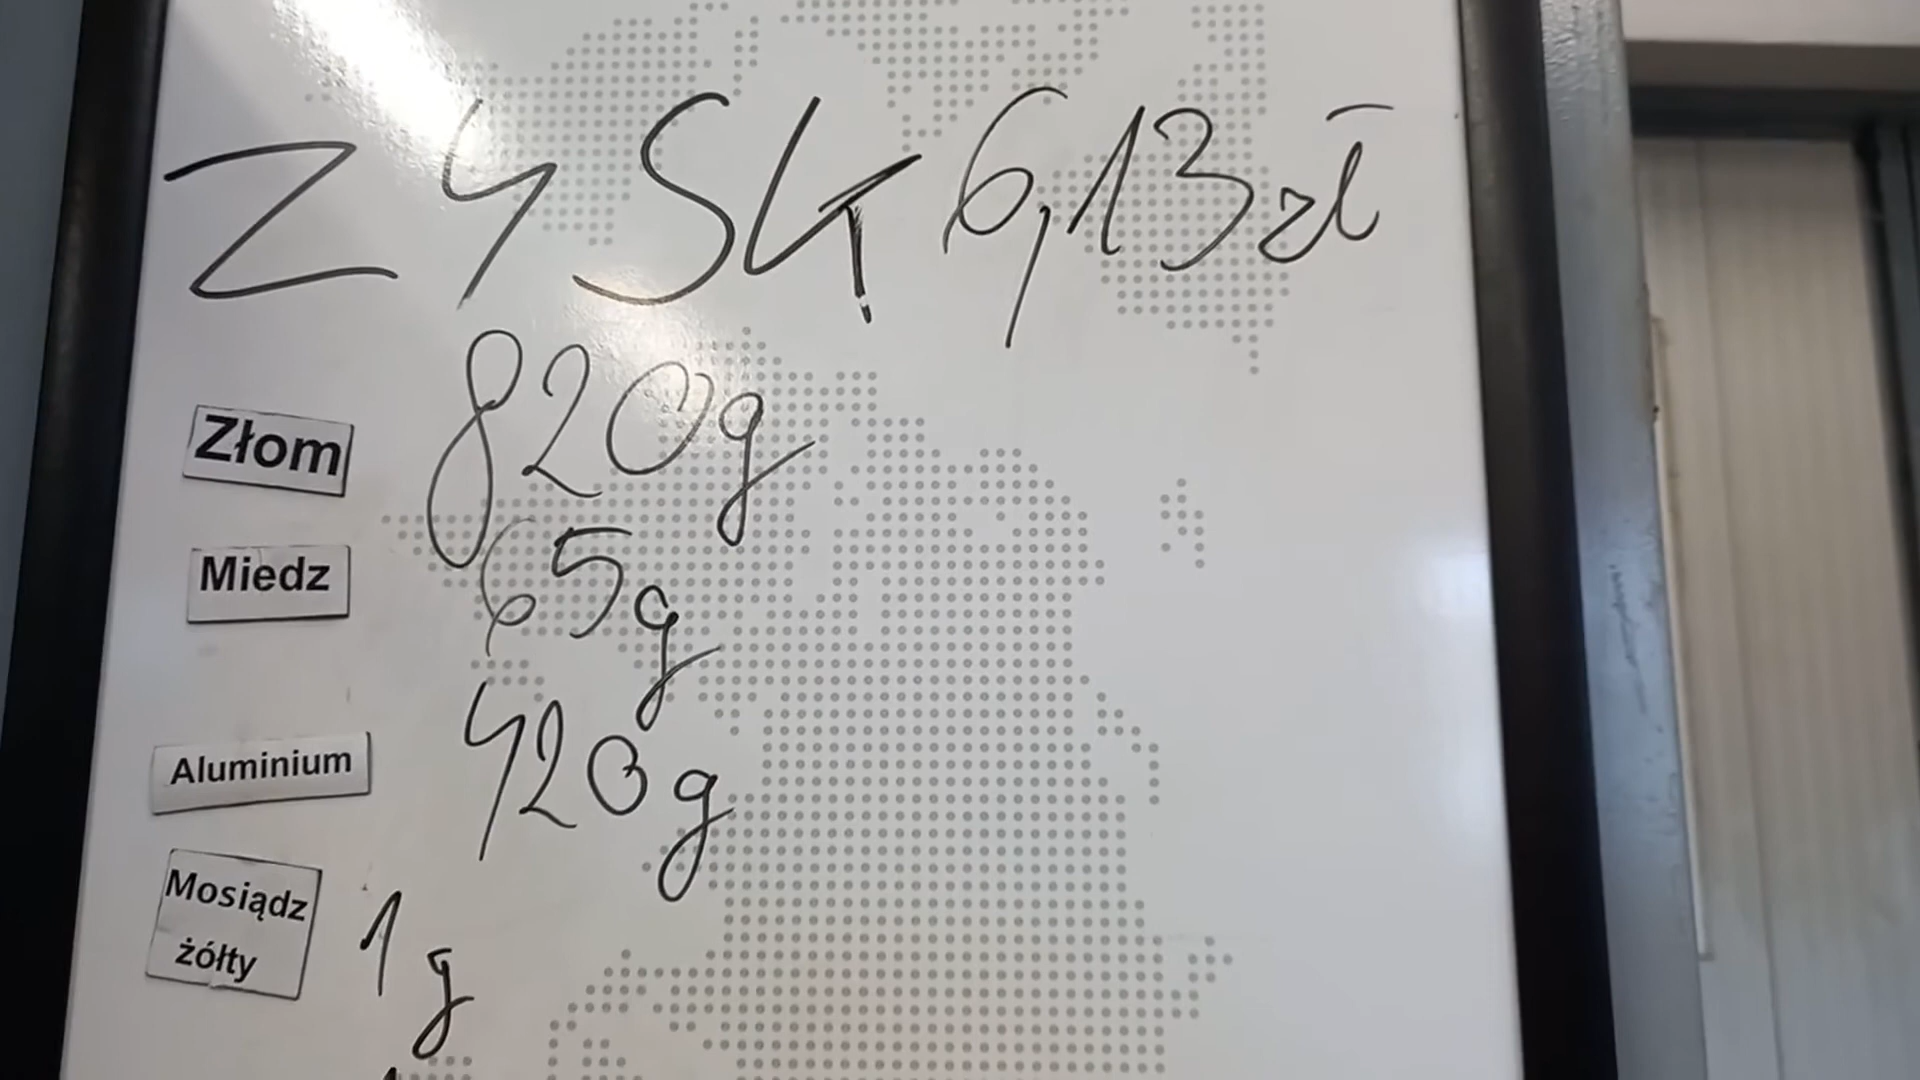 ZYSK 6,13 zł
Złom 820g
Miedz 65g
Aluminium 420g
Mosiądz
żółty 1g